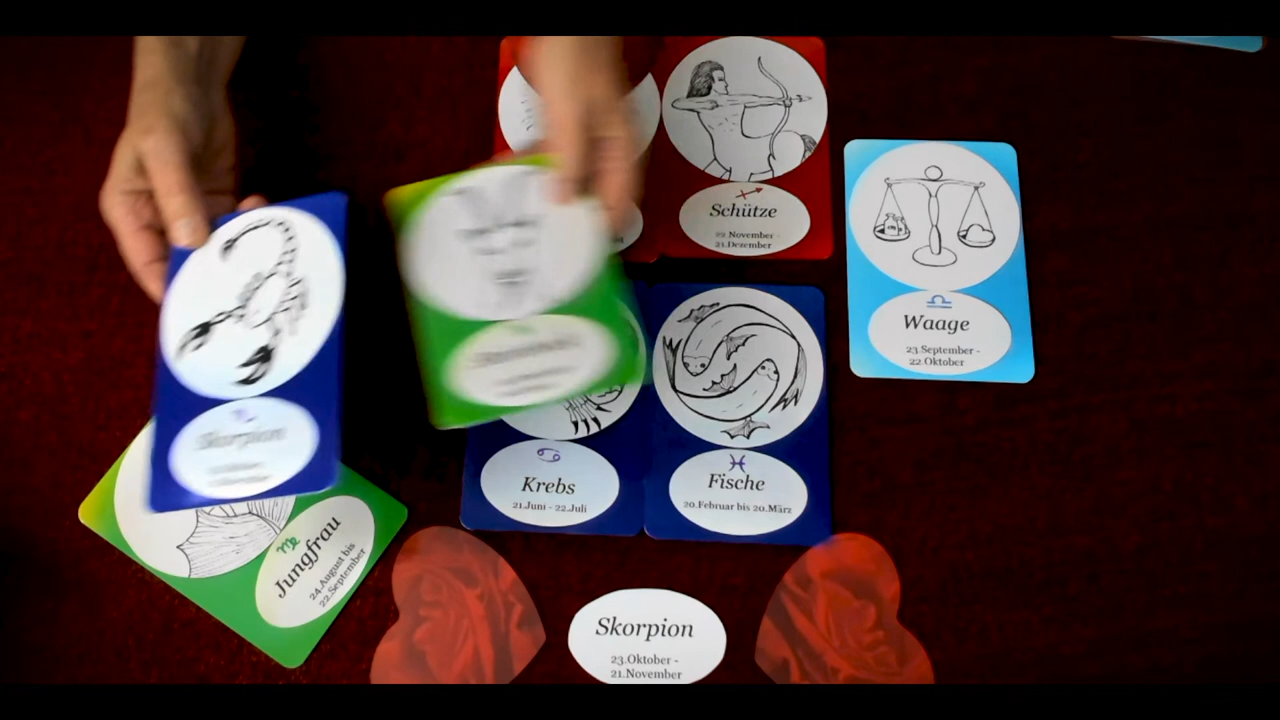 Schütze
22.November -
21.Dezember
Waage
23.September -
22.Oktober
Skorpion
Krebs
21.Juni - 22.Juli
Fische
20.Februar bis 20.März
Jungfrau
24.August bis
22.September
Skorpion
23.Oktober -
21.November